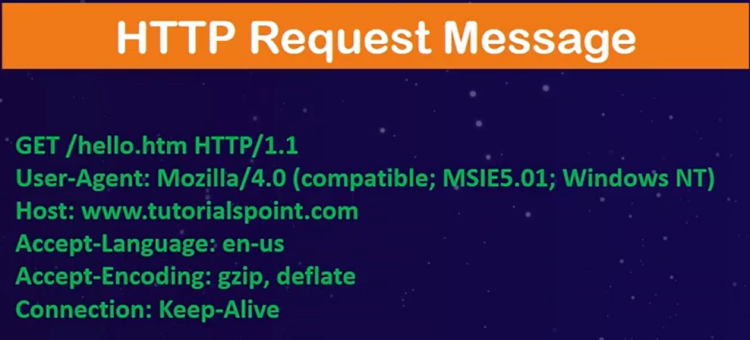 HTTP Request Message
GET /hello.htm HTTP/1.1
User-Agent: Mozilla/4.0 (compatible; MSIE5.01; Windows NT)
Host: www.tutorialspoint.com
Accept-Language: en-us
Accept-Encoding: gzip, deflate
Connection: Keep-Alive